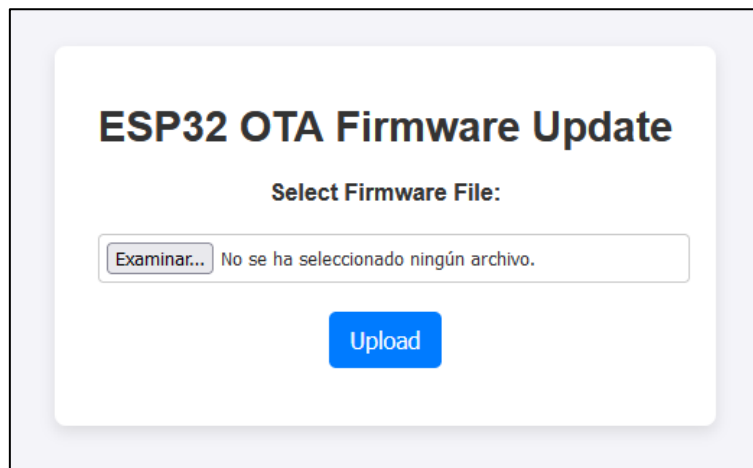 ESP32 OTA Firmware Update
Select Firmware File:
Examinar... No se ha seleccionado ningún archivo.
Upload